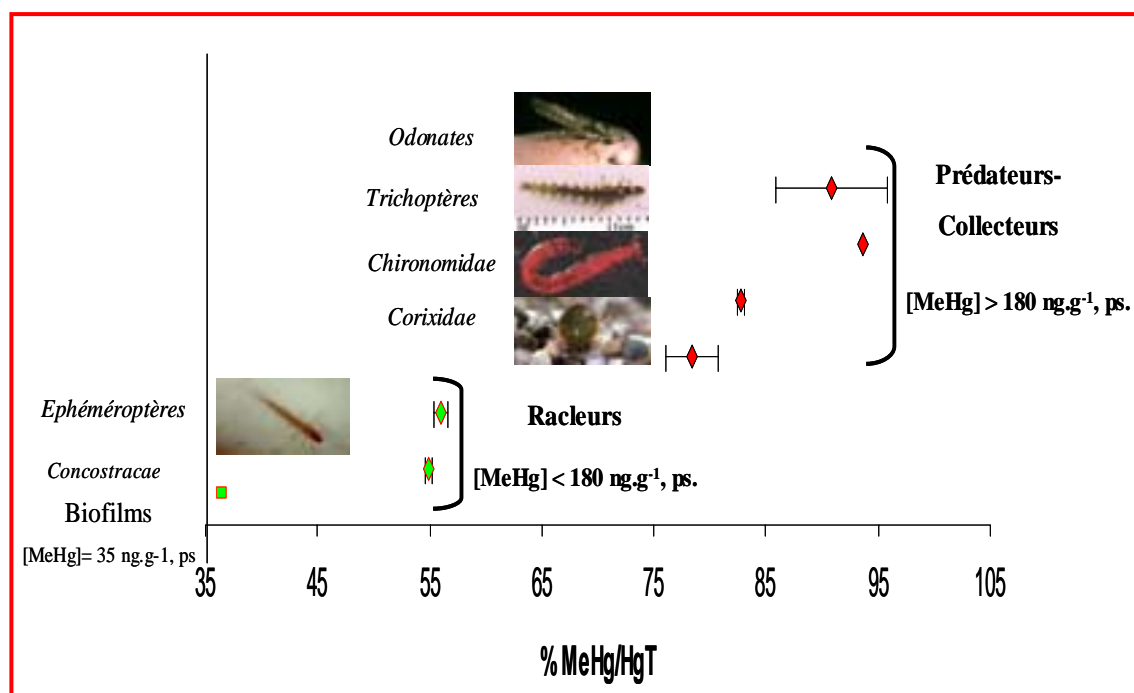 Odonates
Trichoptères
Chironomidae
Corixidae
Prédateurs-
Collecteurs
[MeHg] > 180 ng.g-1, ps.
Ephéméroptères
Concostracae
Racleurs
[MeHg] < 180 ng.g-1, ps.
Biofilms
[MeHg]= 35 ng.g-1, ps
35 45 55 65 75 85 95 105
% MeHg/HgT